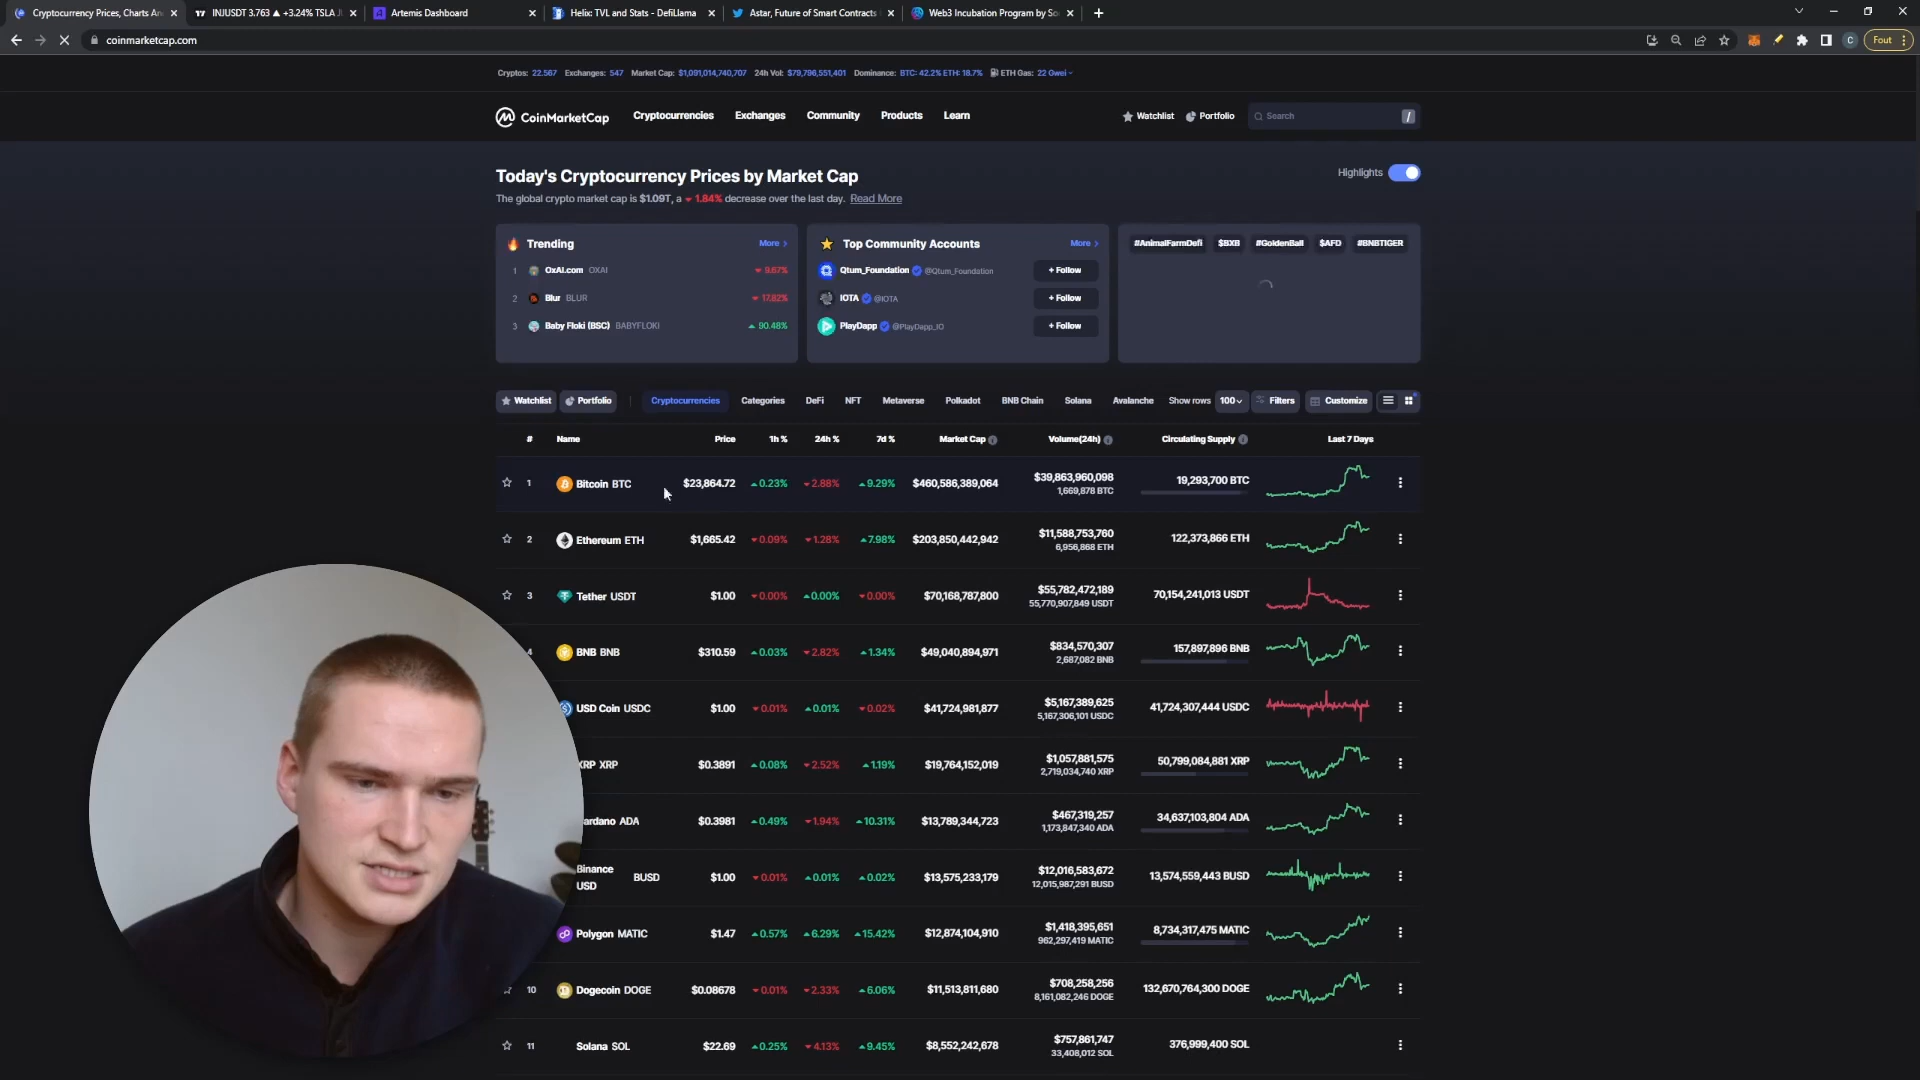 Cryptocurrency Prices, Charts An
INJUSDT 3.763 ▲ +3.24% TSLA
Artemis Dashboard
Helix: TVL and Stats - DefiLlama
Astar, Future of Smart Contracts
Web3 Incubation Program by So
coinmarketcap.com
Fout
Cryptos: 22.567 Exchanges: 547 Market Cap: $1,091,014,740,707 24h Vol: $79,796,551,401 Dominance: BTC: 42.2% ETH: 18.7% ETH Gas: 22 Gwei
CoinMarketCap Cryptocurrencies Exchanges Community Products Learn Watchlist Portfolio Search /
Today's Cryptocurrency Prices by Market Cap
Highlights
The global crypto market cap is $1.09T, a 1.84% decrease over the last day. Read More
Trending More
1 OxAI.com OXAI 9.67%
2 Blur BLUR 17.82%
3 Baby Floki (BSC) BABYFLOKI 90.48%
Top Community Accounts More
Qtum_Foundation @Qtum_Foundation + Follow
IOTA @IOTA + Follow
PlayDapp @PlayDapp_IO + Follow
#AnimalFarmDefi $BXB #GoldenBall $AFD #BNBTIGER
Watchlist Portfolio Cryptocurrencies Categories DeFi NFT Metaverse Polkadot BNB Chain Solana Avalanche Show rows 100 Filters Customize
# Name Price 1h % 24h % 7d % Market Cap Volume(24h) Circulating Supply Last 7 Days
1 Bitcoin BTC $23,864.72 0.23% 2.88% 9.29% $460,586,389,064 $39,863,960,098 19,293,700 BTC
1,669,878 BTC
2 Ethereum ETH $1,665.42 0.09% 1.28% 7.98% $203,850,442,942 $11,588,753,760 122,373,866 ETH
6,956,868 ETH
3 Tether USDT $1.00 0.00% 0.00% 0.00% $70,168,787,800 $55,782,472,189 70,154,241,013 USDT
55,770,907,849 USDT
4 BNB BNB $310.59 0.03% 2.82% 1.34% $49,040,894,971 $834,570,307 157,897,896 BNB
2,687,082 BNB
USD Coin USDC $1.00 0.01% 0.01% 0.02% $41,724,981,877 $5,167,389,625 41,724,307,444 USDC
5,167,306,101 USDC
XRP XRP $0.3891 0.08% 2.52% 1.19% $19,764,152,019 $1,057,881,575 50,799,084,881 XRP
2,719,034,740 XRP
ardano ADA $0.3981 0.49% 1.94% 10.31% $13,789,344,723 $467,319,257 34,637,103,804 ADA
1,173,847,340 ADA
Binance USD BUSD $1.00 0.01% 0.01% 0.02% $13,575,233,179 $12,016,583,672 13,574,559,443 BUSD
12,015,987,291 BUSD
Polygon MATIC $1.47 0.57% 6.29% 15.42% $12,874,104,910 $1,418,395,651 8,734,317,475 MATIC
962,297,419 MATIC
10 Dogecoin DOGE $0.08678 0.01% 2.33% 6.06% $11,513,811,680 $708,258,256 132,670,764,300 DOGE
8,161,082,246 DOGE
11 Solana SOL $22.69 0.25% 4.13% 9.45% $8,552,242,678 $757,861,747 376,999,400 SOL
33,408,012 SOL